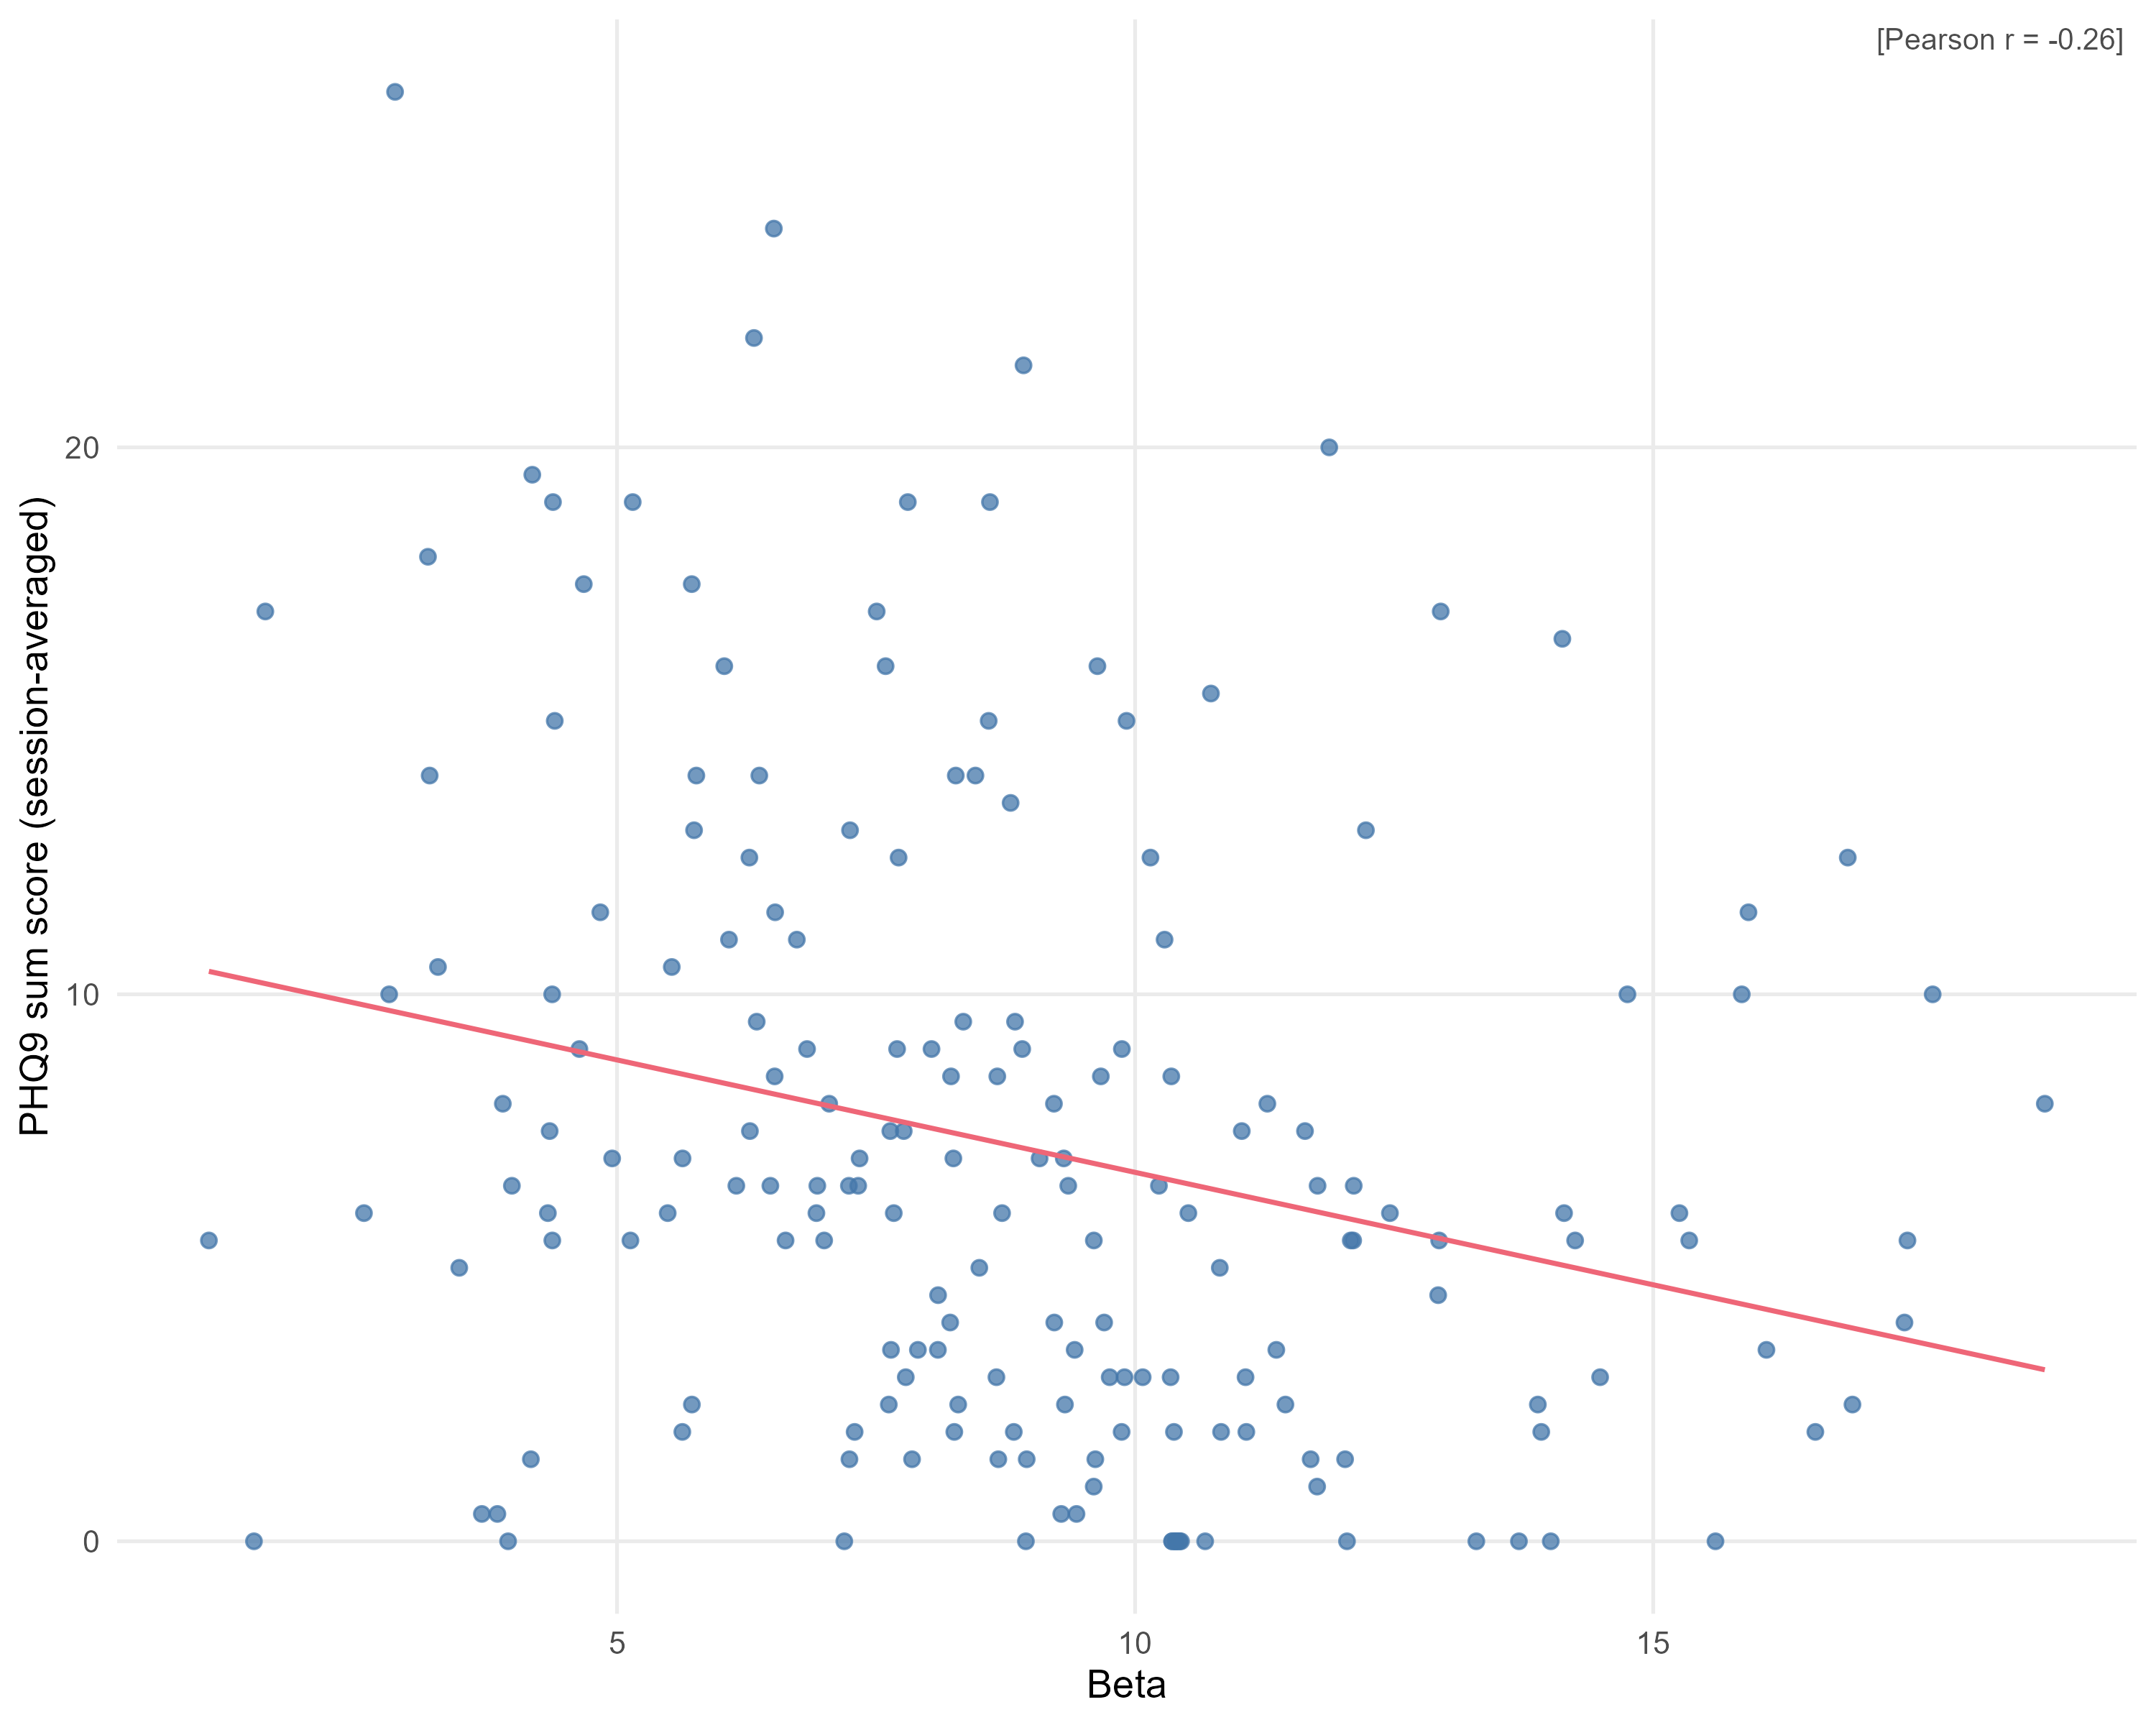 [Pearson r = -0.26]
PHQ9 sum score (session-averaged)
20
10
0
5
10
15
Beta